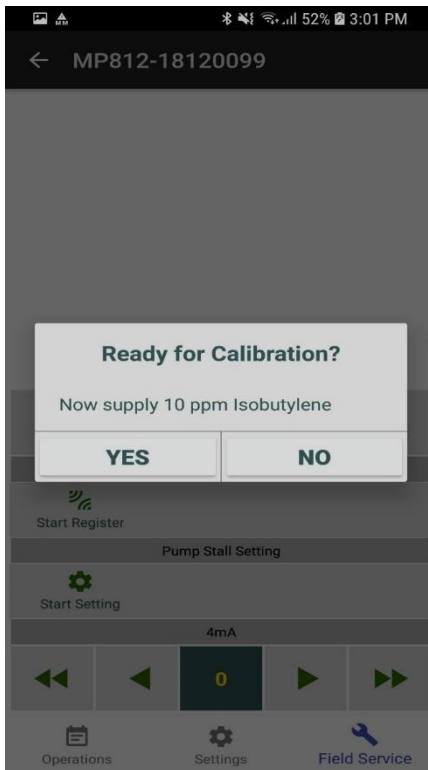 52% 3:01 PM
MP812-18120099
Ready for Calibration?
Now supply 10 ppm Isobutylene
YES NO
Start Register
Pump Stall Setting
Start Setting
4mA
0
Operations Settings Field Service